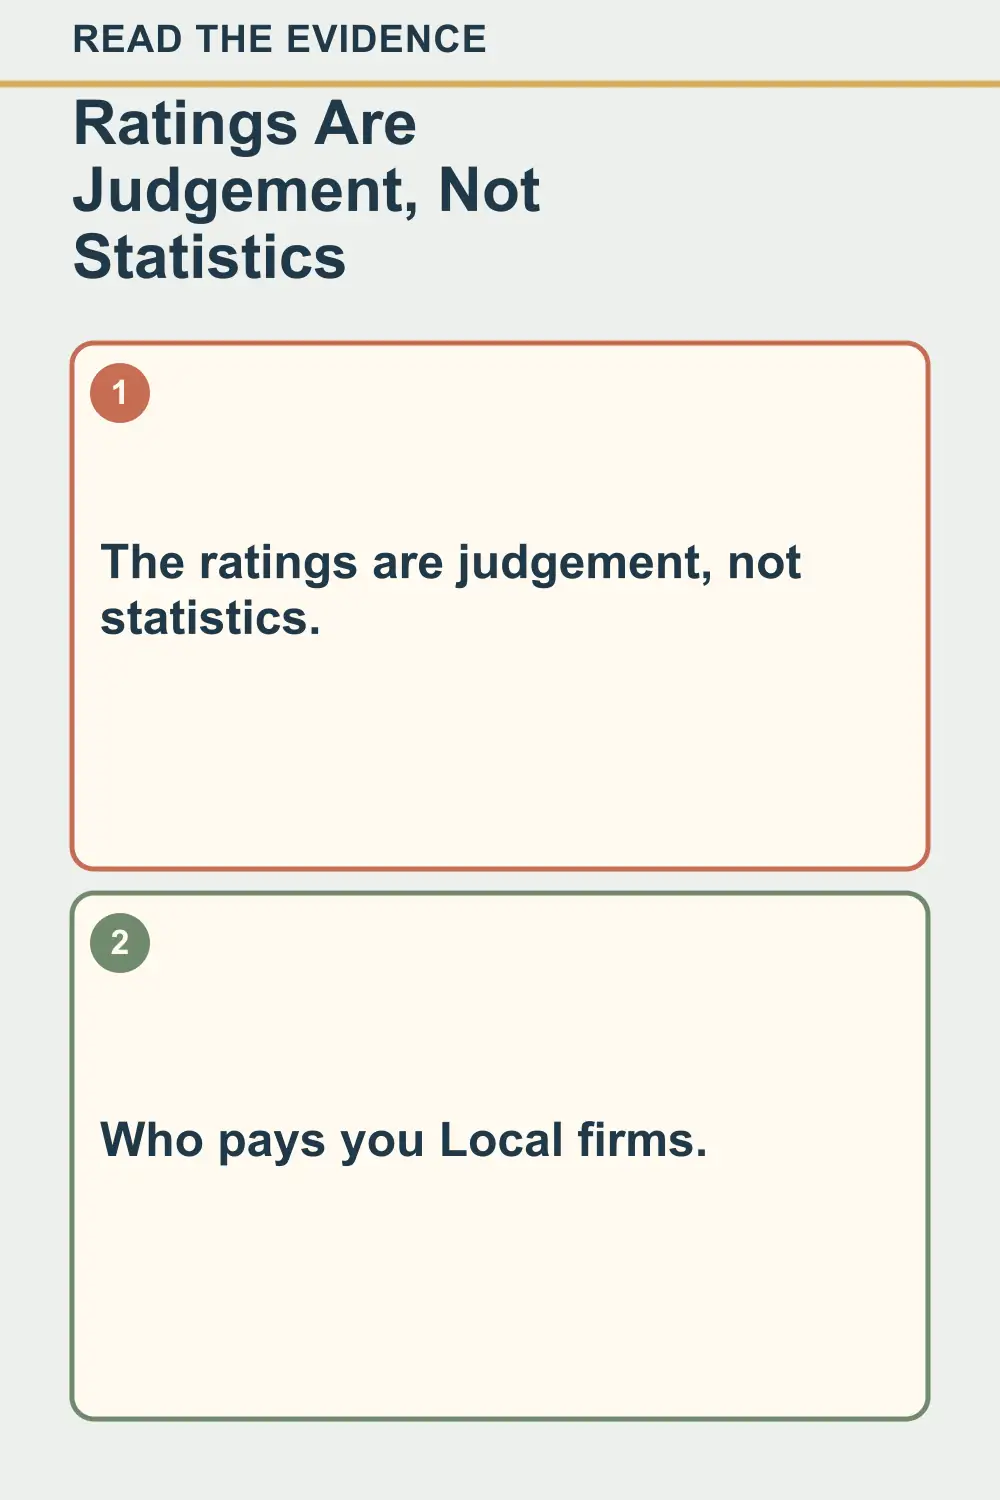 READ THE EVIDENCE
Ratings Are
Judgement, Not
Statistics
1
The ratings are judgement, not
statistics.
2
Who pays you Local firms.